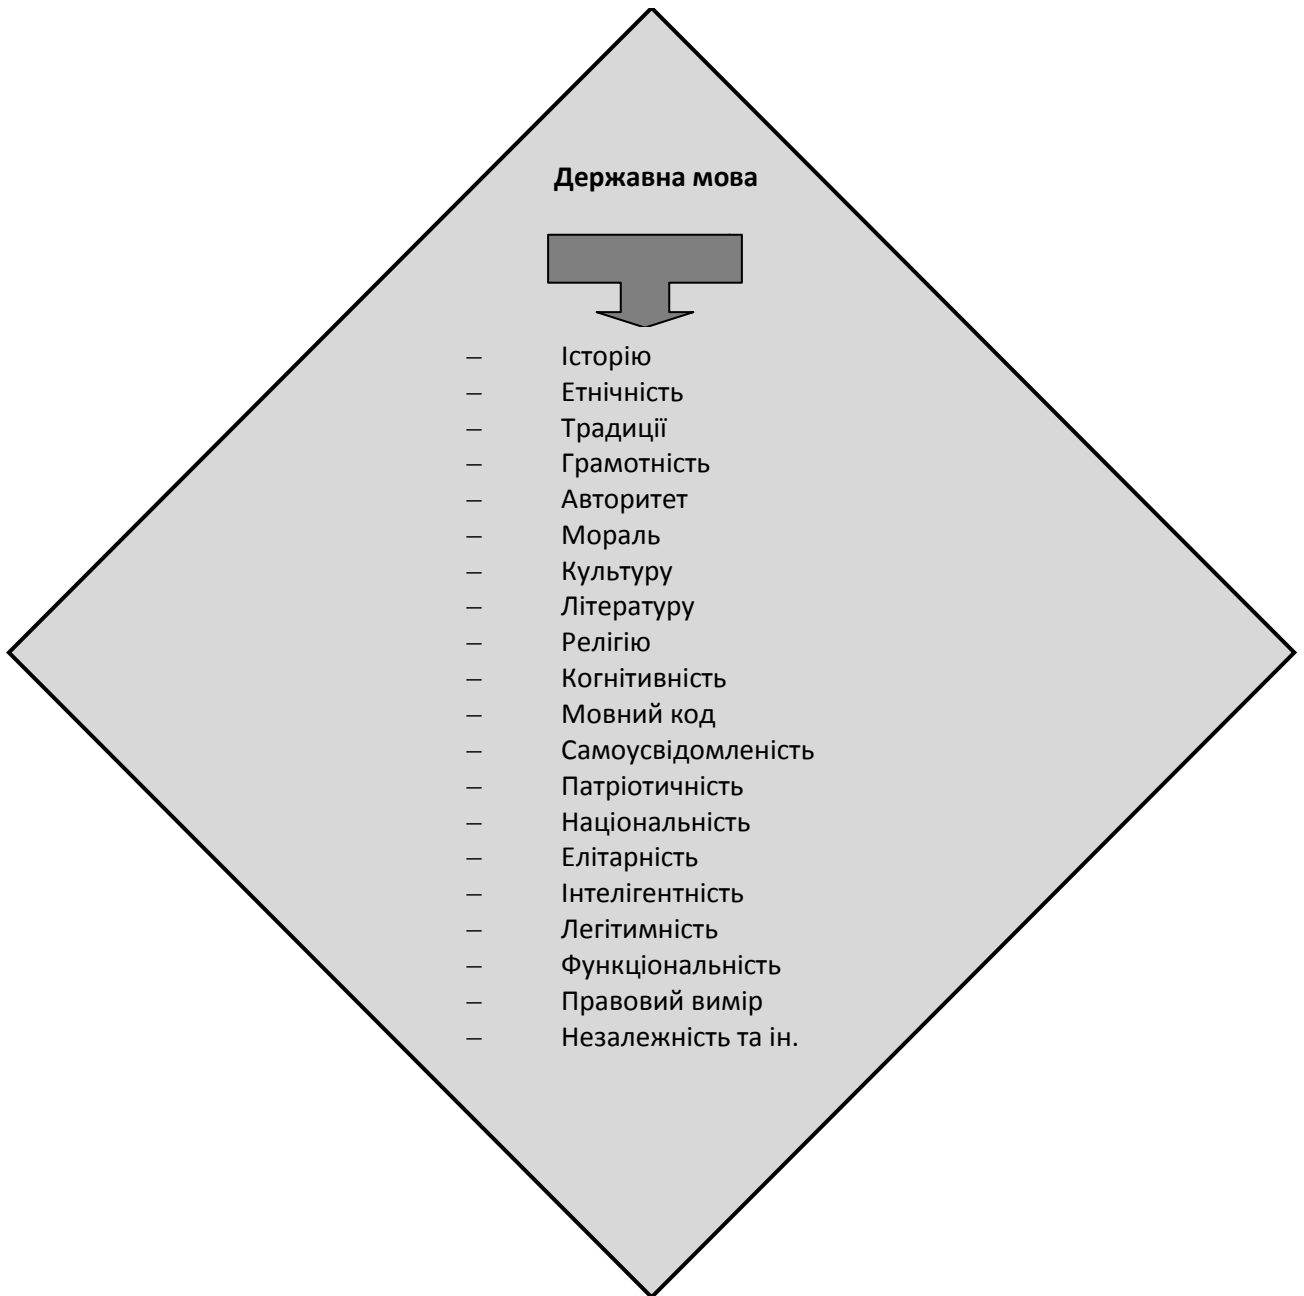 Державна мова
– Історію
– Етнічність
– Традиції
– Грамотність
– Авторитет
– Мораль
– Культуру
– Літературу
– Релігію
– Когнітивність
– Мовний код
– Самоусвідомленість
– Патріотичність
– Національність
– Елітарність
– Інтелігентність
– Легітимність
– Функціональність
– Правовий вимір
– Незалежність та ін.